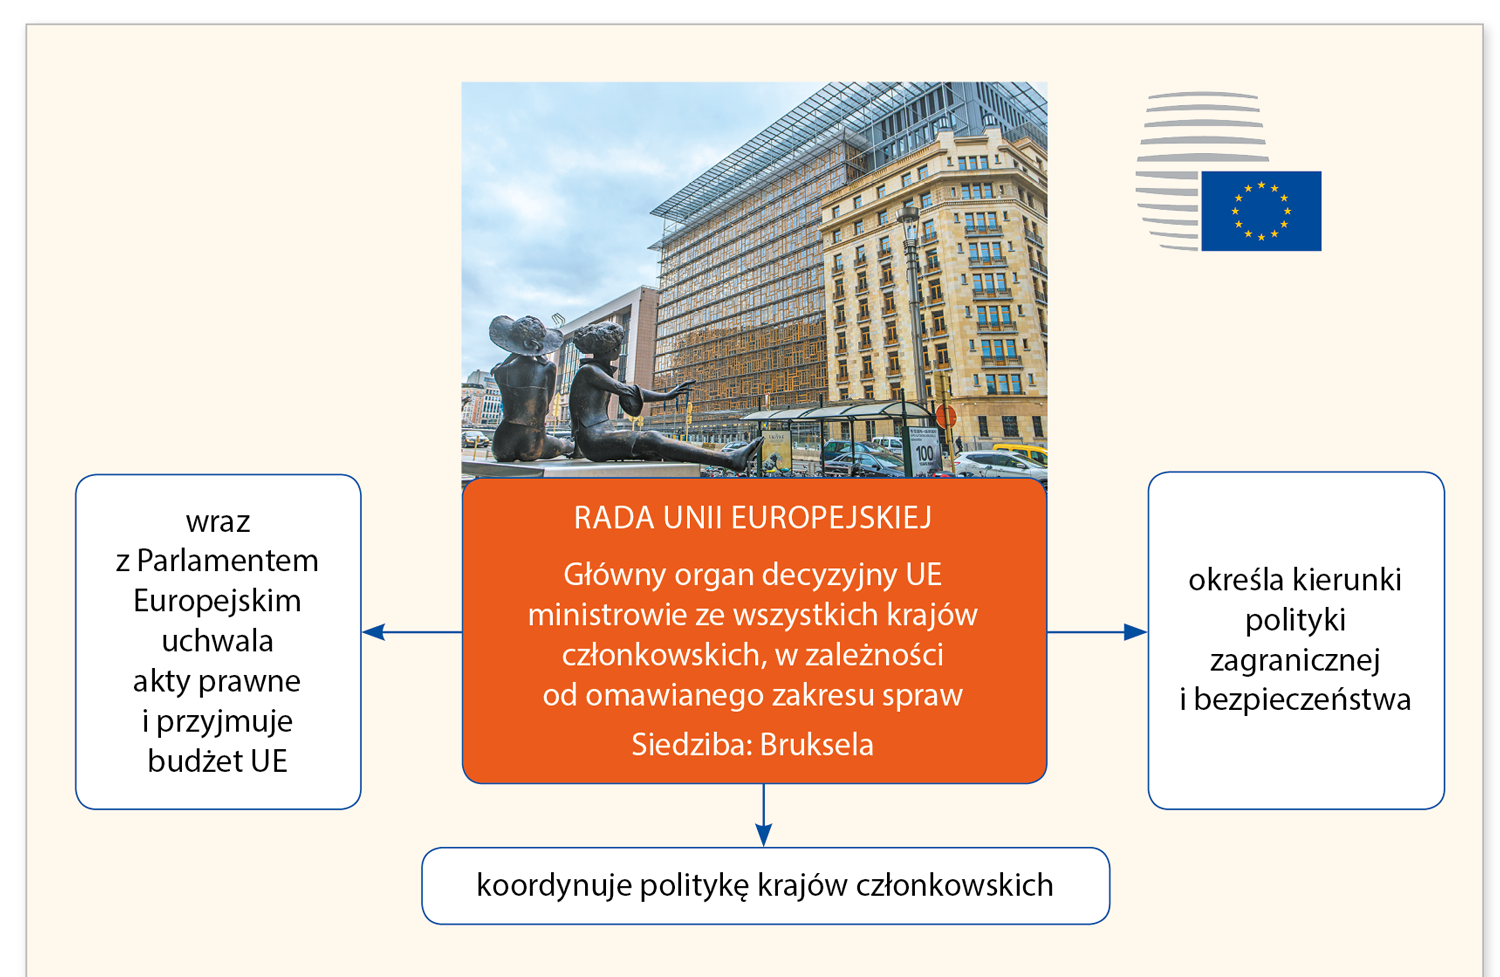 RADA UNII EUROPEJSKIEJ
Główny organ decyzyjny UE
ministrowie ze wszystkich krajów
członkowskich, w zależności
od omawianego zakresu spraw
Siedziba: Bruksela
wraz
z Parlamentem
Europejskim
uchwala
akty prawne
i przyjmuje
budżet UE
określa kierunki
polityki
zagranicznej
i bezpieczeństwa
koordynuje politykę krajów członkowskich
100